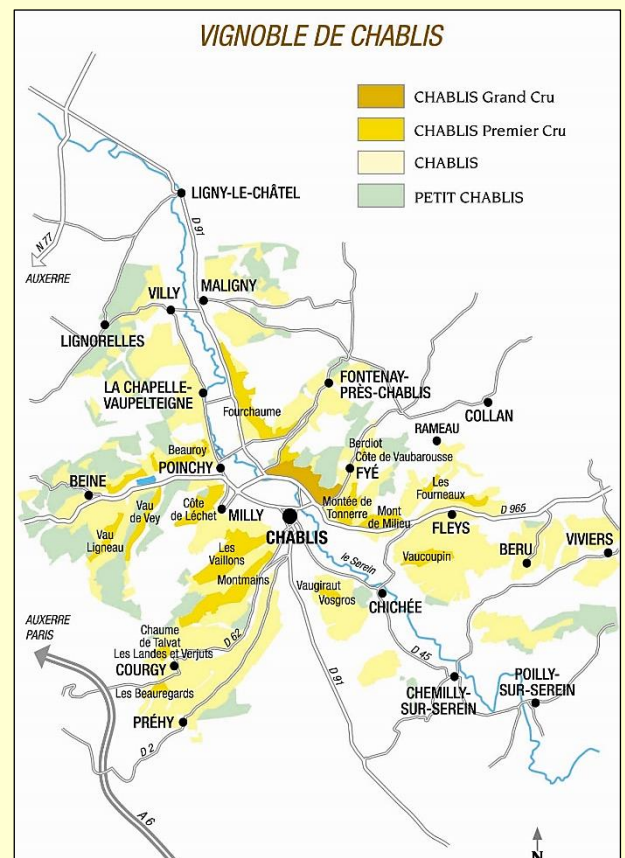 VIGNOBLE DE CHABLIS
CHABLIS Grand Cru
CHABLIS Premier Cru
CHABLIS
PETIT CHABLIS
LIGNY-LE-CHÂTEL
D 91
N 77
AUXERRE
VILLY
MALIGNY
LIGNORELLES
LA CHAPELLE-
VAUPELTEIGNE
FONTENAY-
PRÈS-CHABLIS
Fourchaume
COLLAN
RAMEAU
Beauroy
POINCHY
Berdiot
Côte de Vaubarousse
FYÉ
BEINE
Les
Fourneaux
Vau
de Vey
Côte
de Léchet
MILLY
Montée de
Tonnerre
Mont
de Milieu
D 965
FLEYS
CHABLIS
Vau
Ligneau
Les
Vaillons
le Serein
Vaucoupin
BERU
VIVIERS
Montmains
Vaugiraut
Vosgros
CHICHÉE
AUXERRE
PARIS
Chaume
de Talvat
Les Landes et Verjuts
COURGY
D 62
D 91
D 45
Les Beauregards
CHEMILLY-
SUR-SEREIN
POILLY-
SUR-SEREIN
PRÉHY
D 2
A 6
N